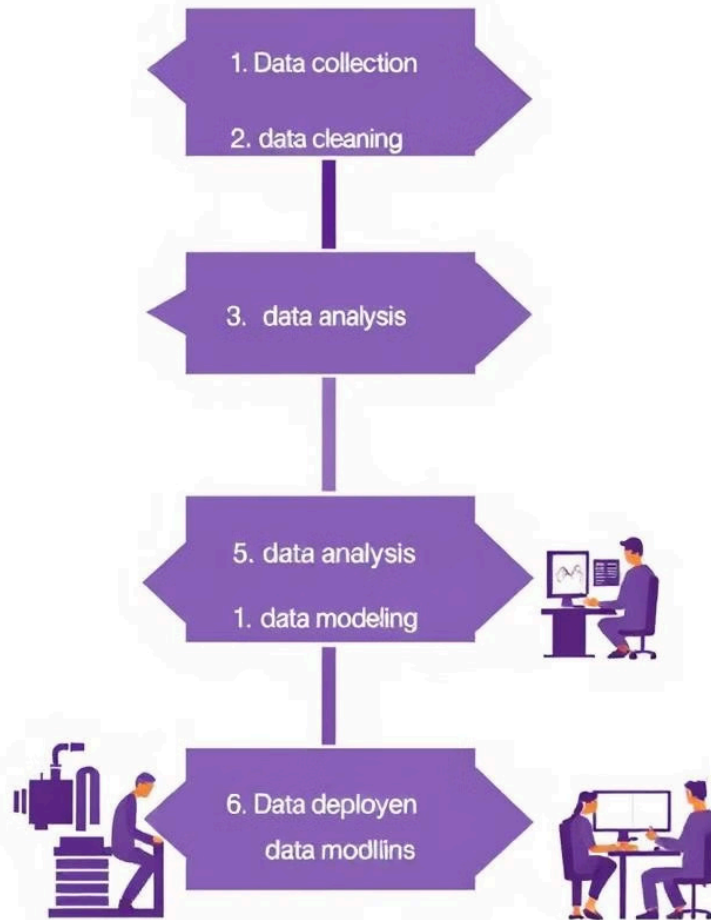 1. Data collection
2. data cleaning
3. data analysis
5. data analysis
1. data modeling
6. Data deployen
data modllins